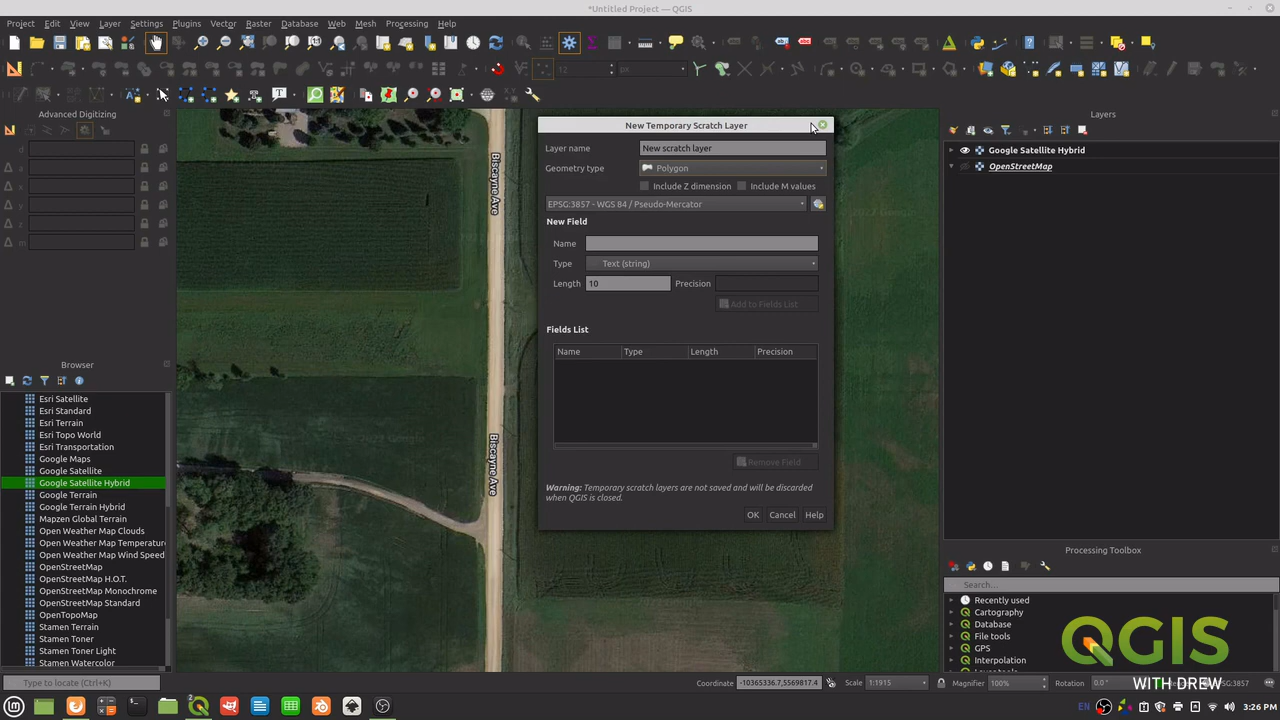 *Untitled Project — QGIS
Project Edit View Layer Settings Plugins Vector Raster Database Web Mesh Processing Help
12 px
Advanced Digitizing
d
a
x
y
z
m
Browser
Esri Satellite
Esri Standard
Esri Terrain
Esri Topo World
Esri Transportation
Google Maps
Google Satellite
Google Satellite Hybrid
Google Terrain
Google Terrain Hybrid
Mapzen Global Terrain
Open Weather Map Clouds
Open Weather Map Temperature
Open Weather Map Wind Speed
OpenStreetMap
OpenStreetMap H.O.T.
OpenStreetMap Monochrome
OpenStreetMap Standard
OpenTopoMap
Stamen Terrain
Stamen Toner
Stamen Toner Light
Stamen Watercolor
Biscayne Ave
Biscayne Ave
New Temporary Scratch Layer
Layer name New scratch layer
Geometry type Polygon
Include Z dimension Include M values
EPSG:3857 - WGS 84 / Pseudo-Mercator
New Field
Name
Type Text (string)
Length 10 Precision
Add to Fields List
Fields List
Name Type Length Precision
Remove Field
Warning: Temporary scratch layers are not saved and will be discarded
when QGIS is closed.
OK Cancel Help
Layers
Google Satellite Hybrid
OpenStreetMap
Processing Toolbox
Search...
Recently used
Cartography
Database
File tools
GPS
Interpolation
QGIS
WITH DREW
Type to locate (Ctrl+K) Coordinate -10365336.7,5569817.4 Scale 1:1915 Magnifier 100% Rotation 0.0° EPSG:3857
2 EN 3:26 PM